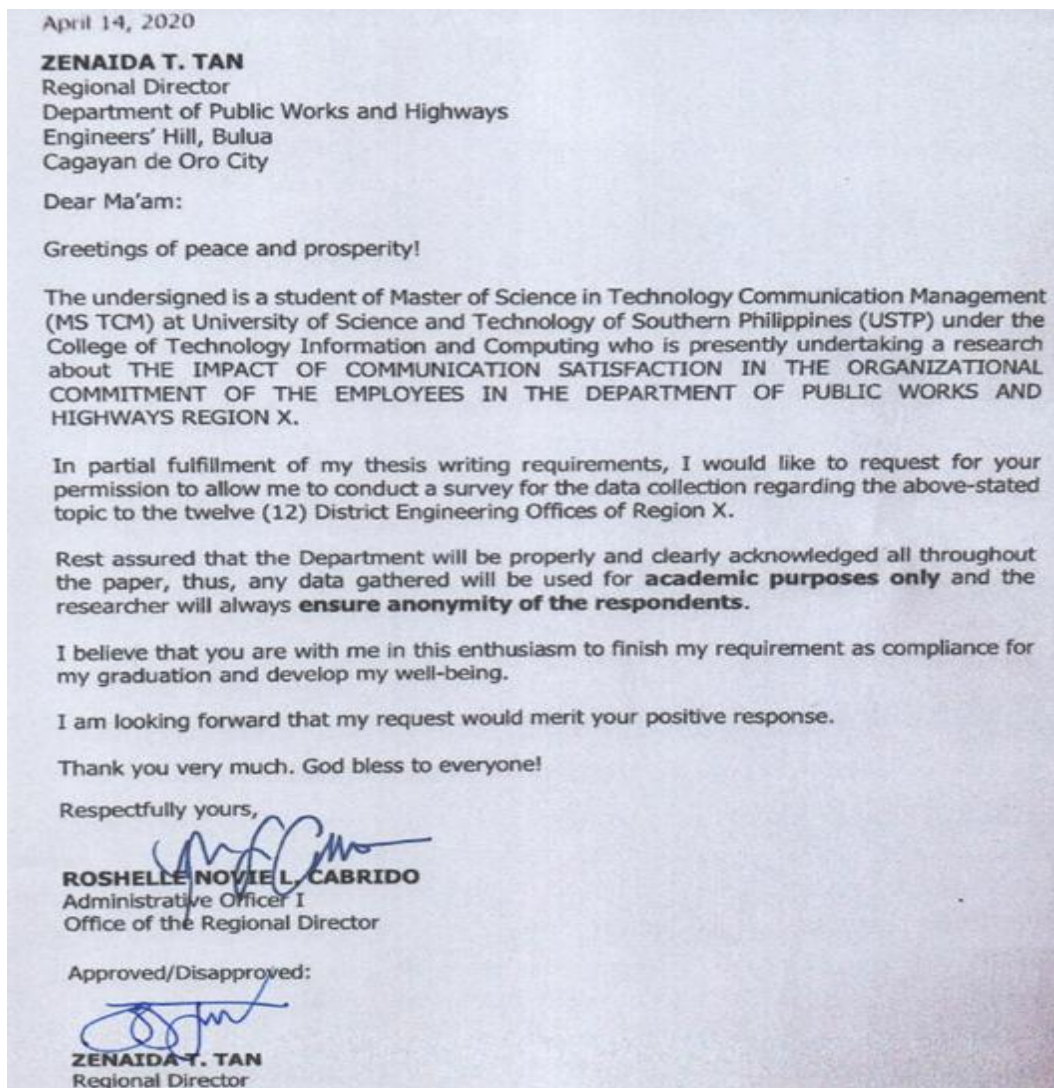 April 14, 2020
ZENAIDA T. TAN
Regional Director
Department of Public Works and Highways
Engineers' Hill, Bulua
Cagayan de Oro City
Dear Ma'am:
Greetings of peace and prosperity!
The undersigned is a student of Master of Science in Technology Communication Management
(MS TCM) at University of Science and Technology of Southern Philippines (USTP) under the
College of Technology Information and Computing who is presently undertaking a research
about THE IMPACT OF COMMUNICATION SATISFACTION IN THE ORGANIZATIONAL
COMMITMENT OF THE EMPLOYEES IN THE DEPARTMENT OF PUBLIC WORKS AND
HIGHWAYS REGION X.
In partial fulfillment of my thesis writing requirements, I would like to request for your
permission to allow me to conduct a survey for the data collection regarding the above-stated
topic to the twelve (12) District Engineering Offices of Region X.
Rest assured that the Department will be properly and clearly acknowledged all throughout
the paper, thus, any data gathered will be used for academic purposes only and the
researcher will always ensure anonymity of the respondents.
I believe that you are with me in this enthusiasm to finish my requirement as compliance for
my graduation and develop my well-being.
I am looking forward that my request would merit your positive response.
Thank you very much. God bless to everyone!
Respectfully yours,
ROSHELLE NOVIE L. CABRIDO
Administrative Officer I
Office of the Regional Director
Approved/Disapproved:
ZENAIDA T. TAN
Regional Director